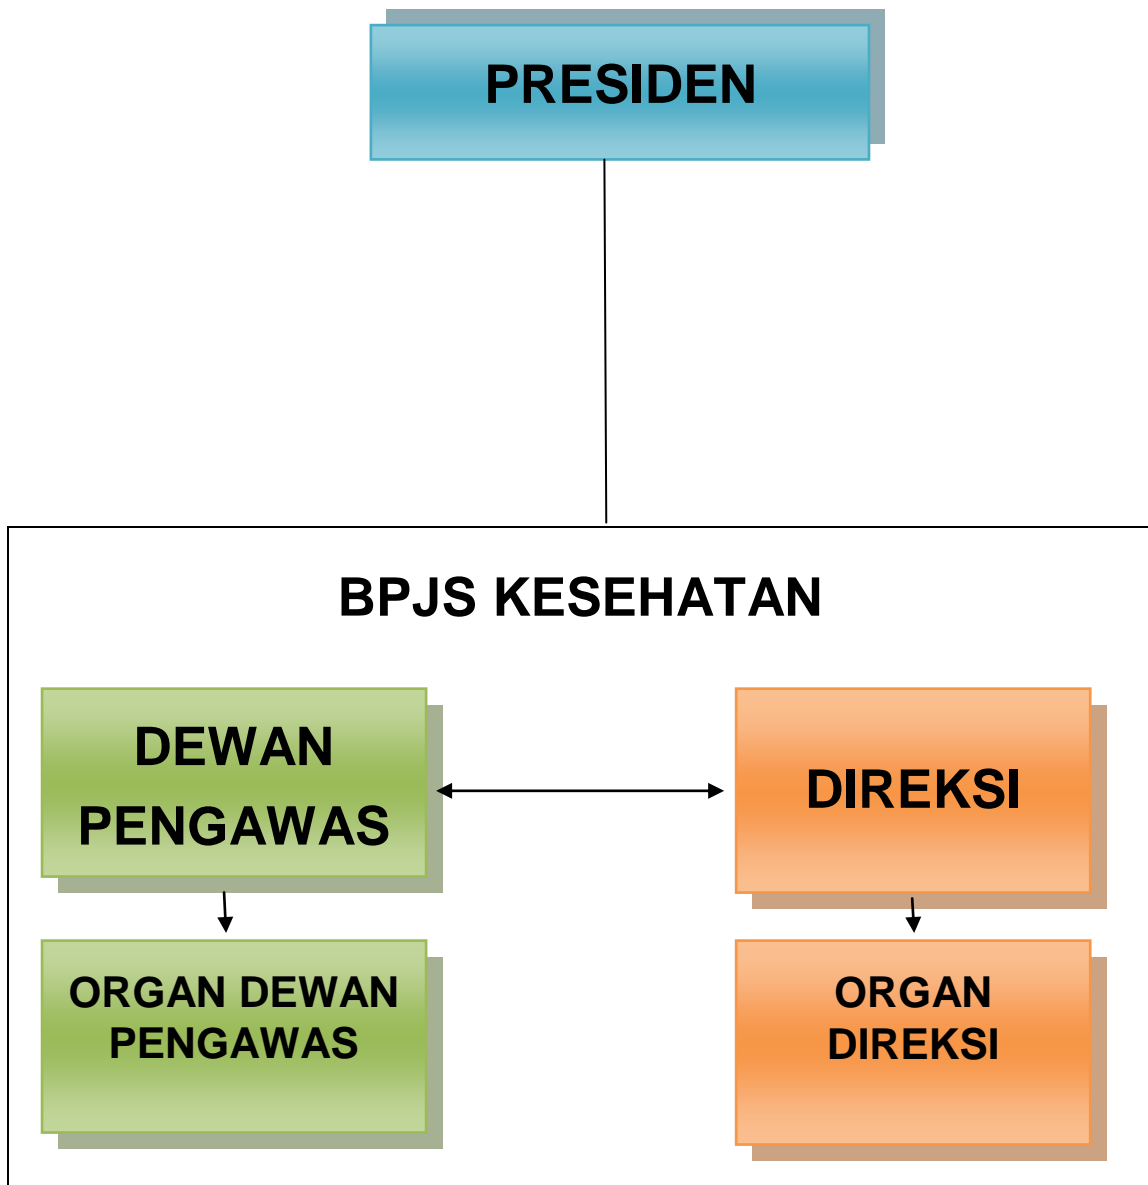 PRESIDEN
BPJS KESEHATAN
DEWAN
PENGAWAS
DIREKSI
ORGAN DEWAN
PENGAWAS
ORGAN
DIREKSI